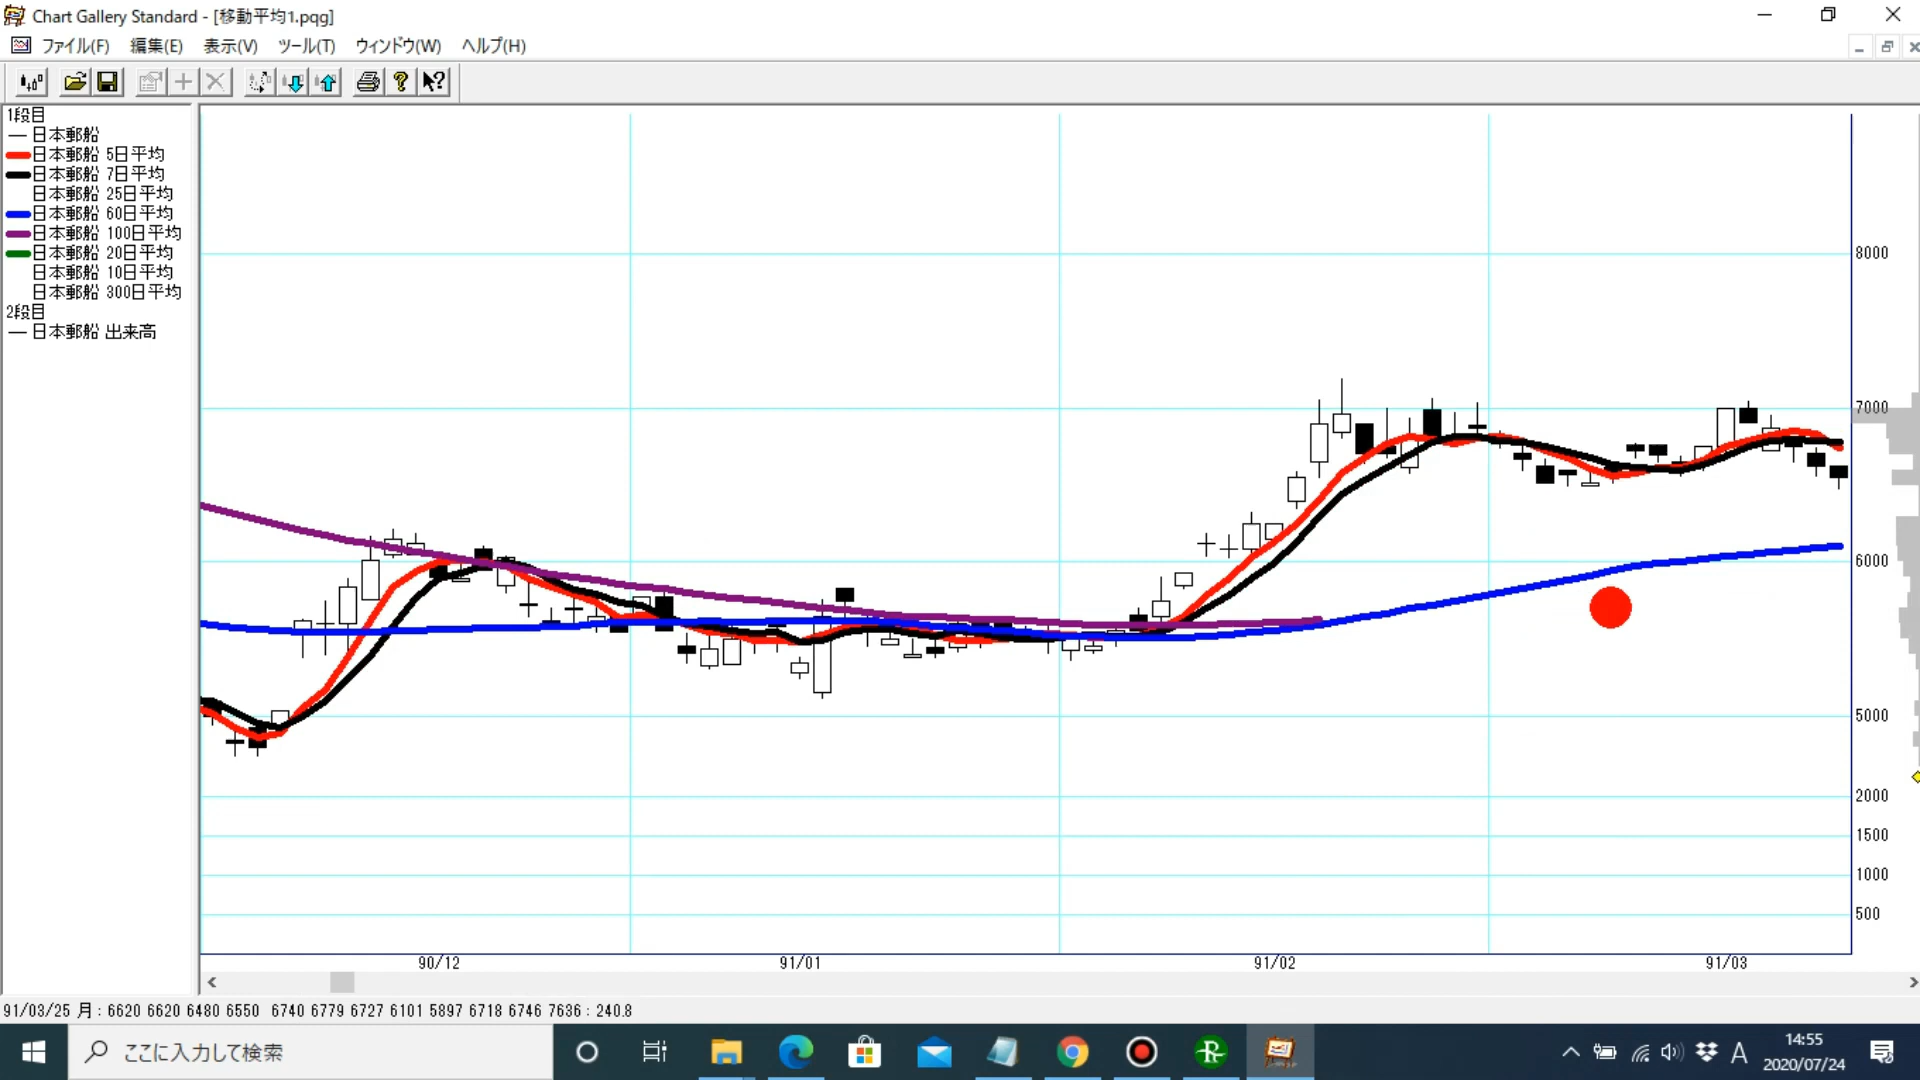 Chart Gallery Standard - [移動平均1.pqg]
ファイル(F) 編集(E) 表示(V) ツール(T) ウィンドウ(W) ヘルプ(H)
1段目
日本郵船
日本郵船 5日平均
日本郵船 7日平均
日本郵船 25日平均
日本郵船 60日平均
日本郵船 100日平均
日本郵船 20日平均
日本郵船 10日平均
日本郵船 300日平均
2段目
日本郵船 出来高
8000
7000
6000
5000
2000
1500
1000
500
90/12 91/01 91/02 91/03
91/03/25 月 : 6620 6620 6480 6550 6740 6779 6727 6101 5897 6718 6746 7636 : 240.8
ここに入力して検索
A
14:55
2020/07/24